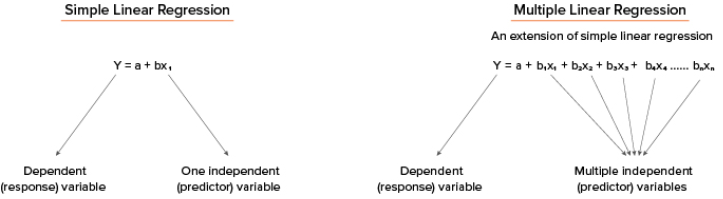 Simple Linear Regression
Y = a + bx₁
Dependent
(response) variable
One independent
(predictor) variable
Multiple Linear Regression
An extension of simple linear regression
Y = a + b₁x₁ + b₂x₂ + b₃x₃ + b₄x₄ ...... bₙxₙ
Dependent
(response) variable
Multiple independent
(predictor) variables